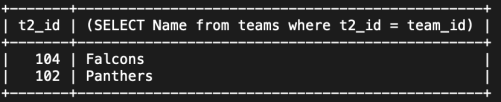 +-------+------------------------------------------------+
| t2_id | (SELECT Name from teams where t2_id = team_id) |
+-------+------------------------------------------------+
|   104 | Falcons                                        |
|   102 | Panthers                                       |
+-------+------------------------------------------------+